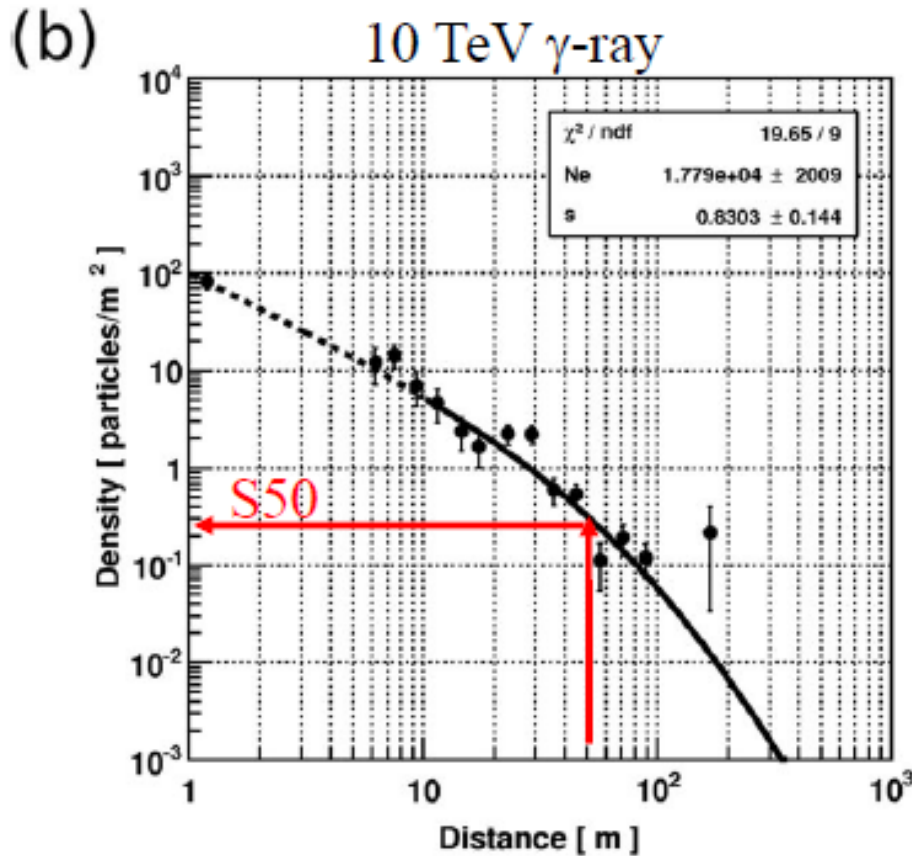 (b)
10 TeV γ-ray
χ² / ndf 19.65 / 9
Ne 1.779e+04 ± 2009
s 0.8303 ± 0.144
10⁴
10³
10²
10
1
10⁻¹
10⁻²
10⁻³
Density [ particles/m² ]
S50
1 10 10² 10³
Distance [ m ]